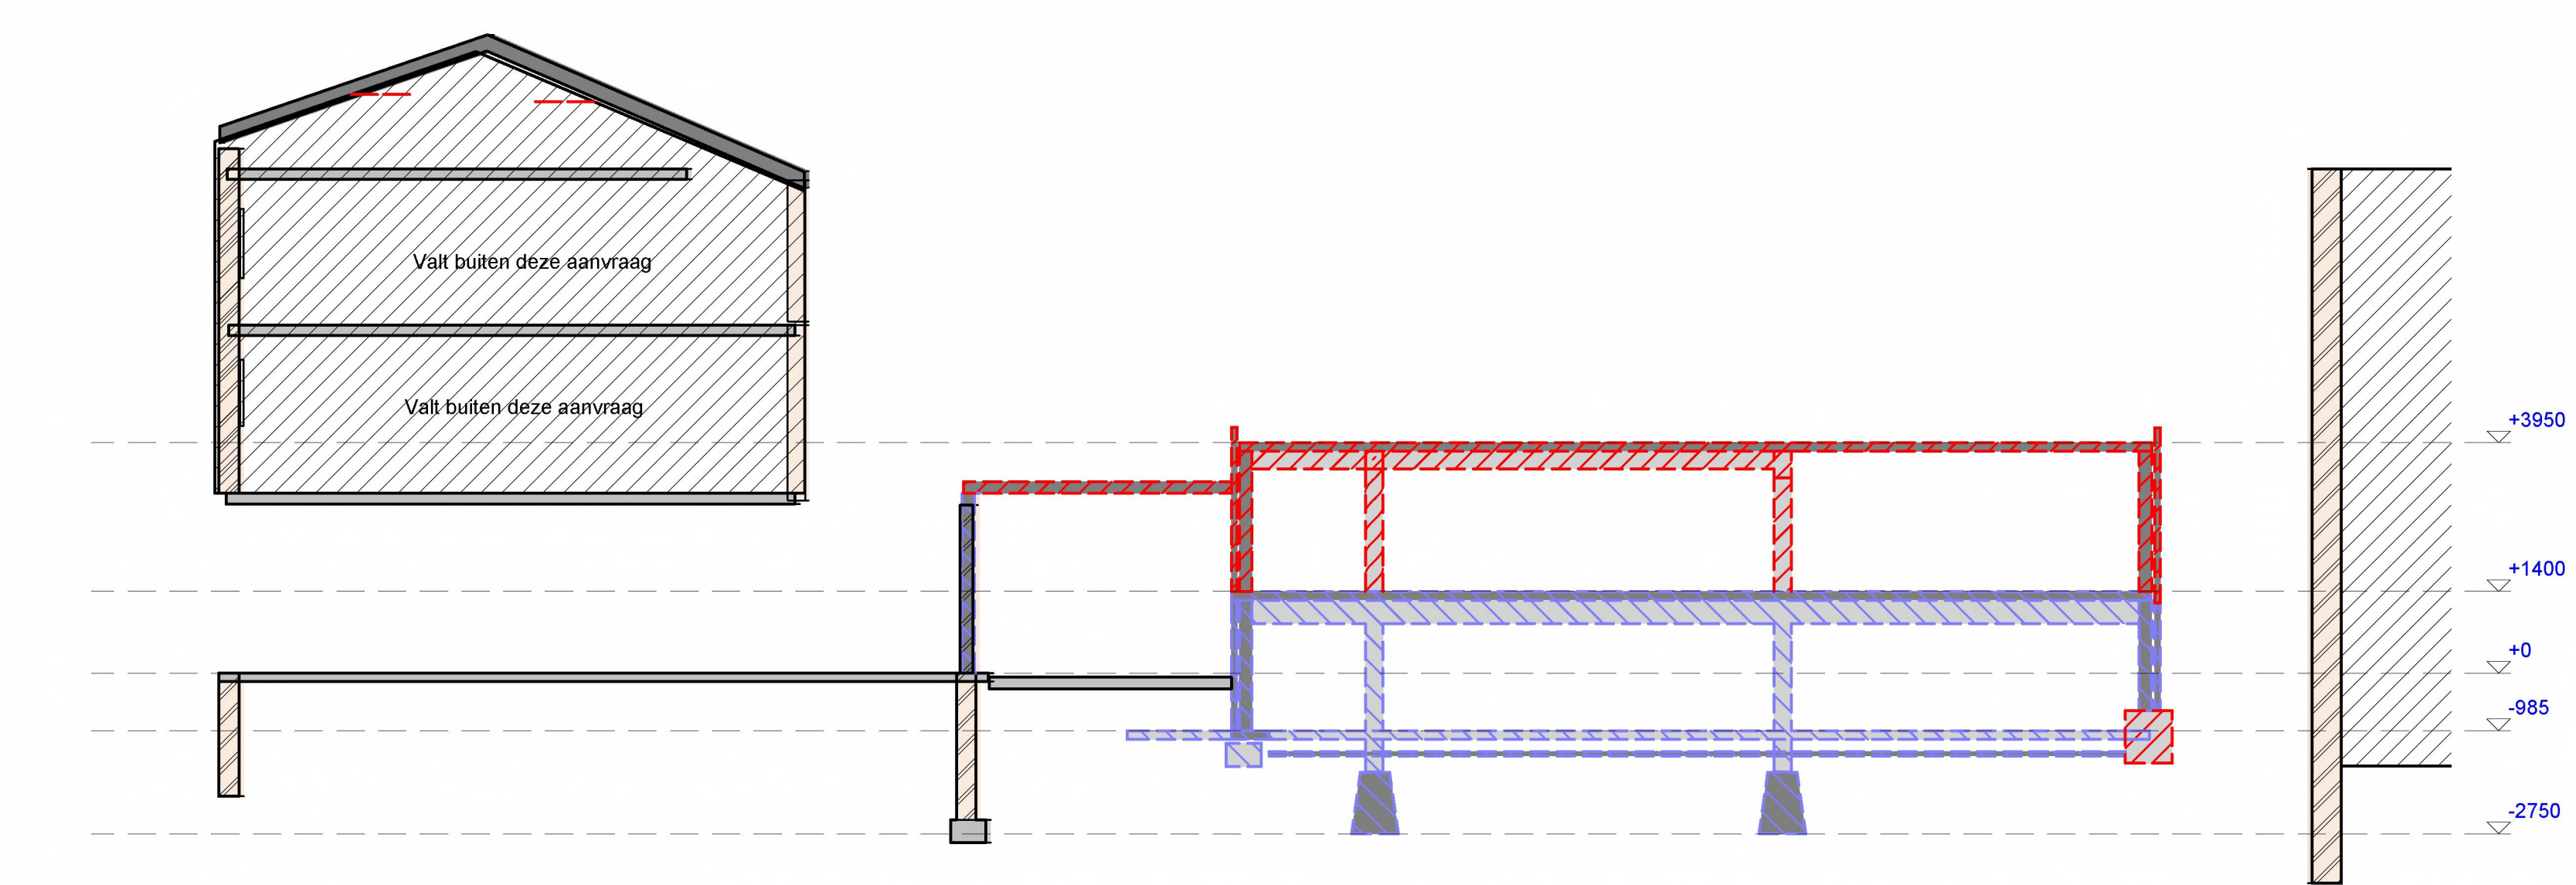 Valt buiten deze aanvraag
Valt buiten deze aanvraag
+3950
+1400
+0
-985
-2750